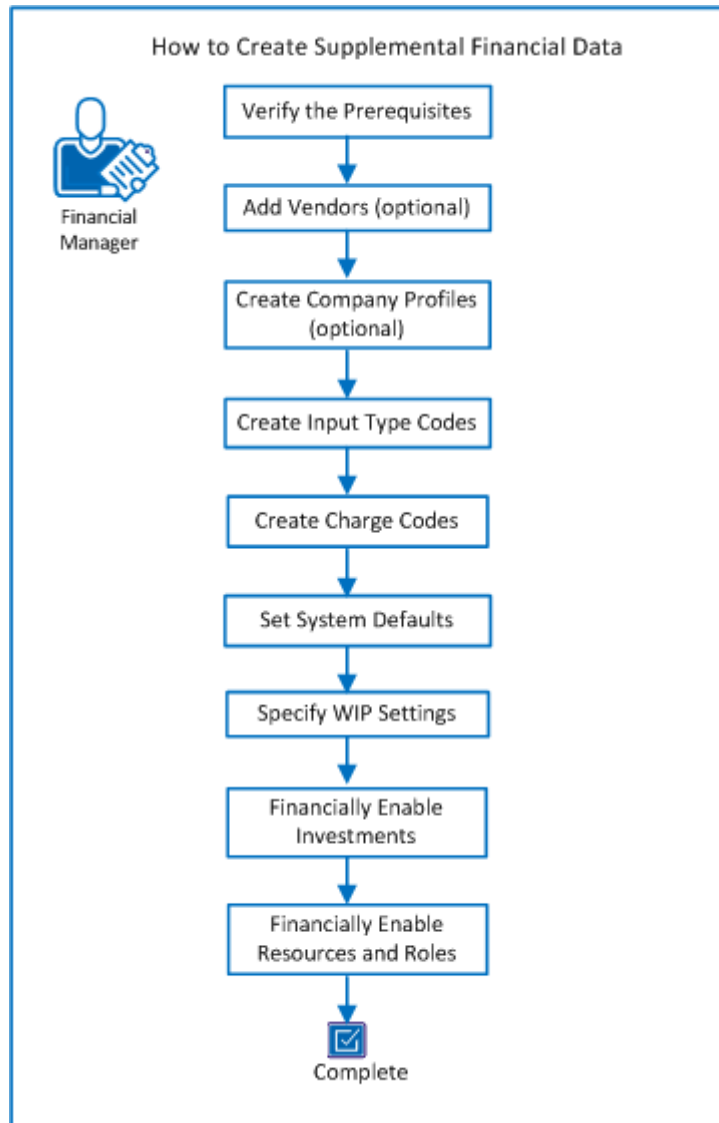 How to Create Supplemental Financial Data
Financial
Manager
Verify the Prerequisites
Add Vendors (optional)
Create Company Profiles
(optional)
Create Input Type Codes
Create Charge Codes
Set System Defaults
Specify WIP Settings
Financially Enable
Investments
Financially Enable
Resources and Roles
Complete